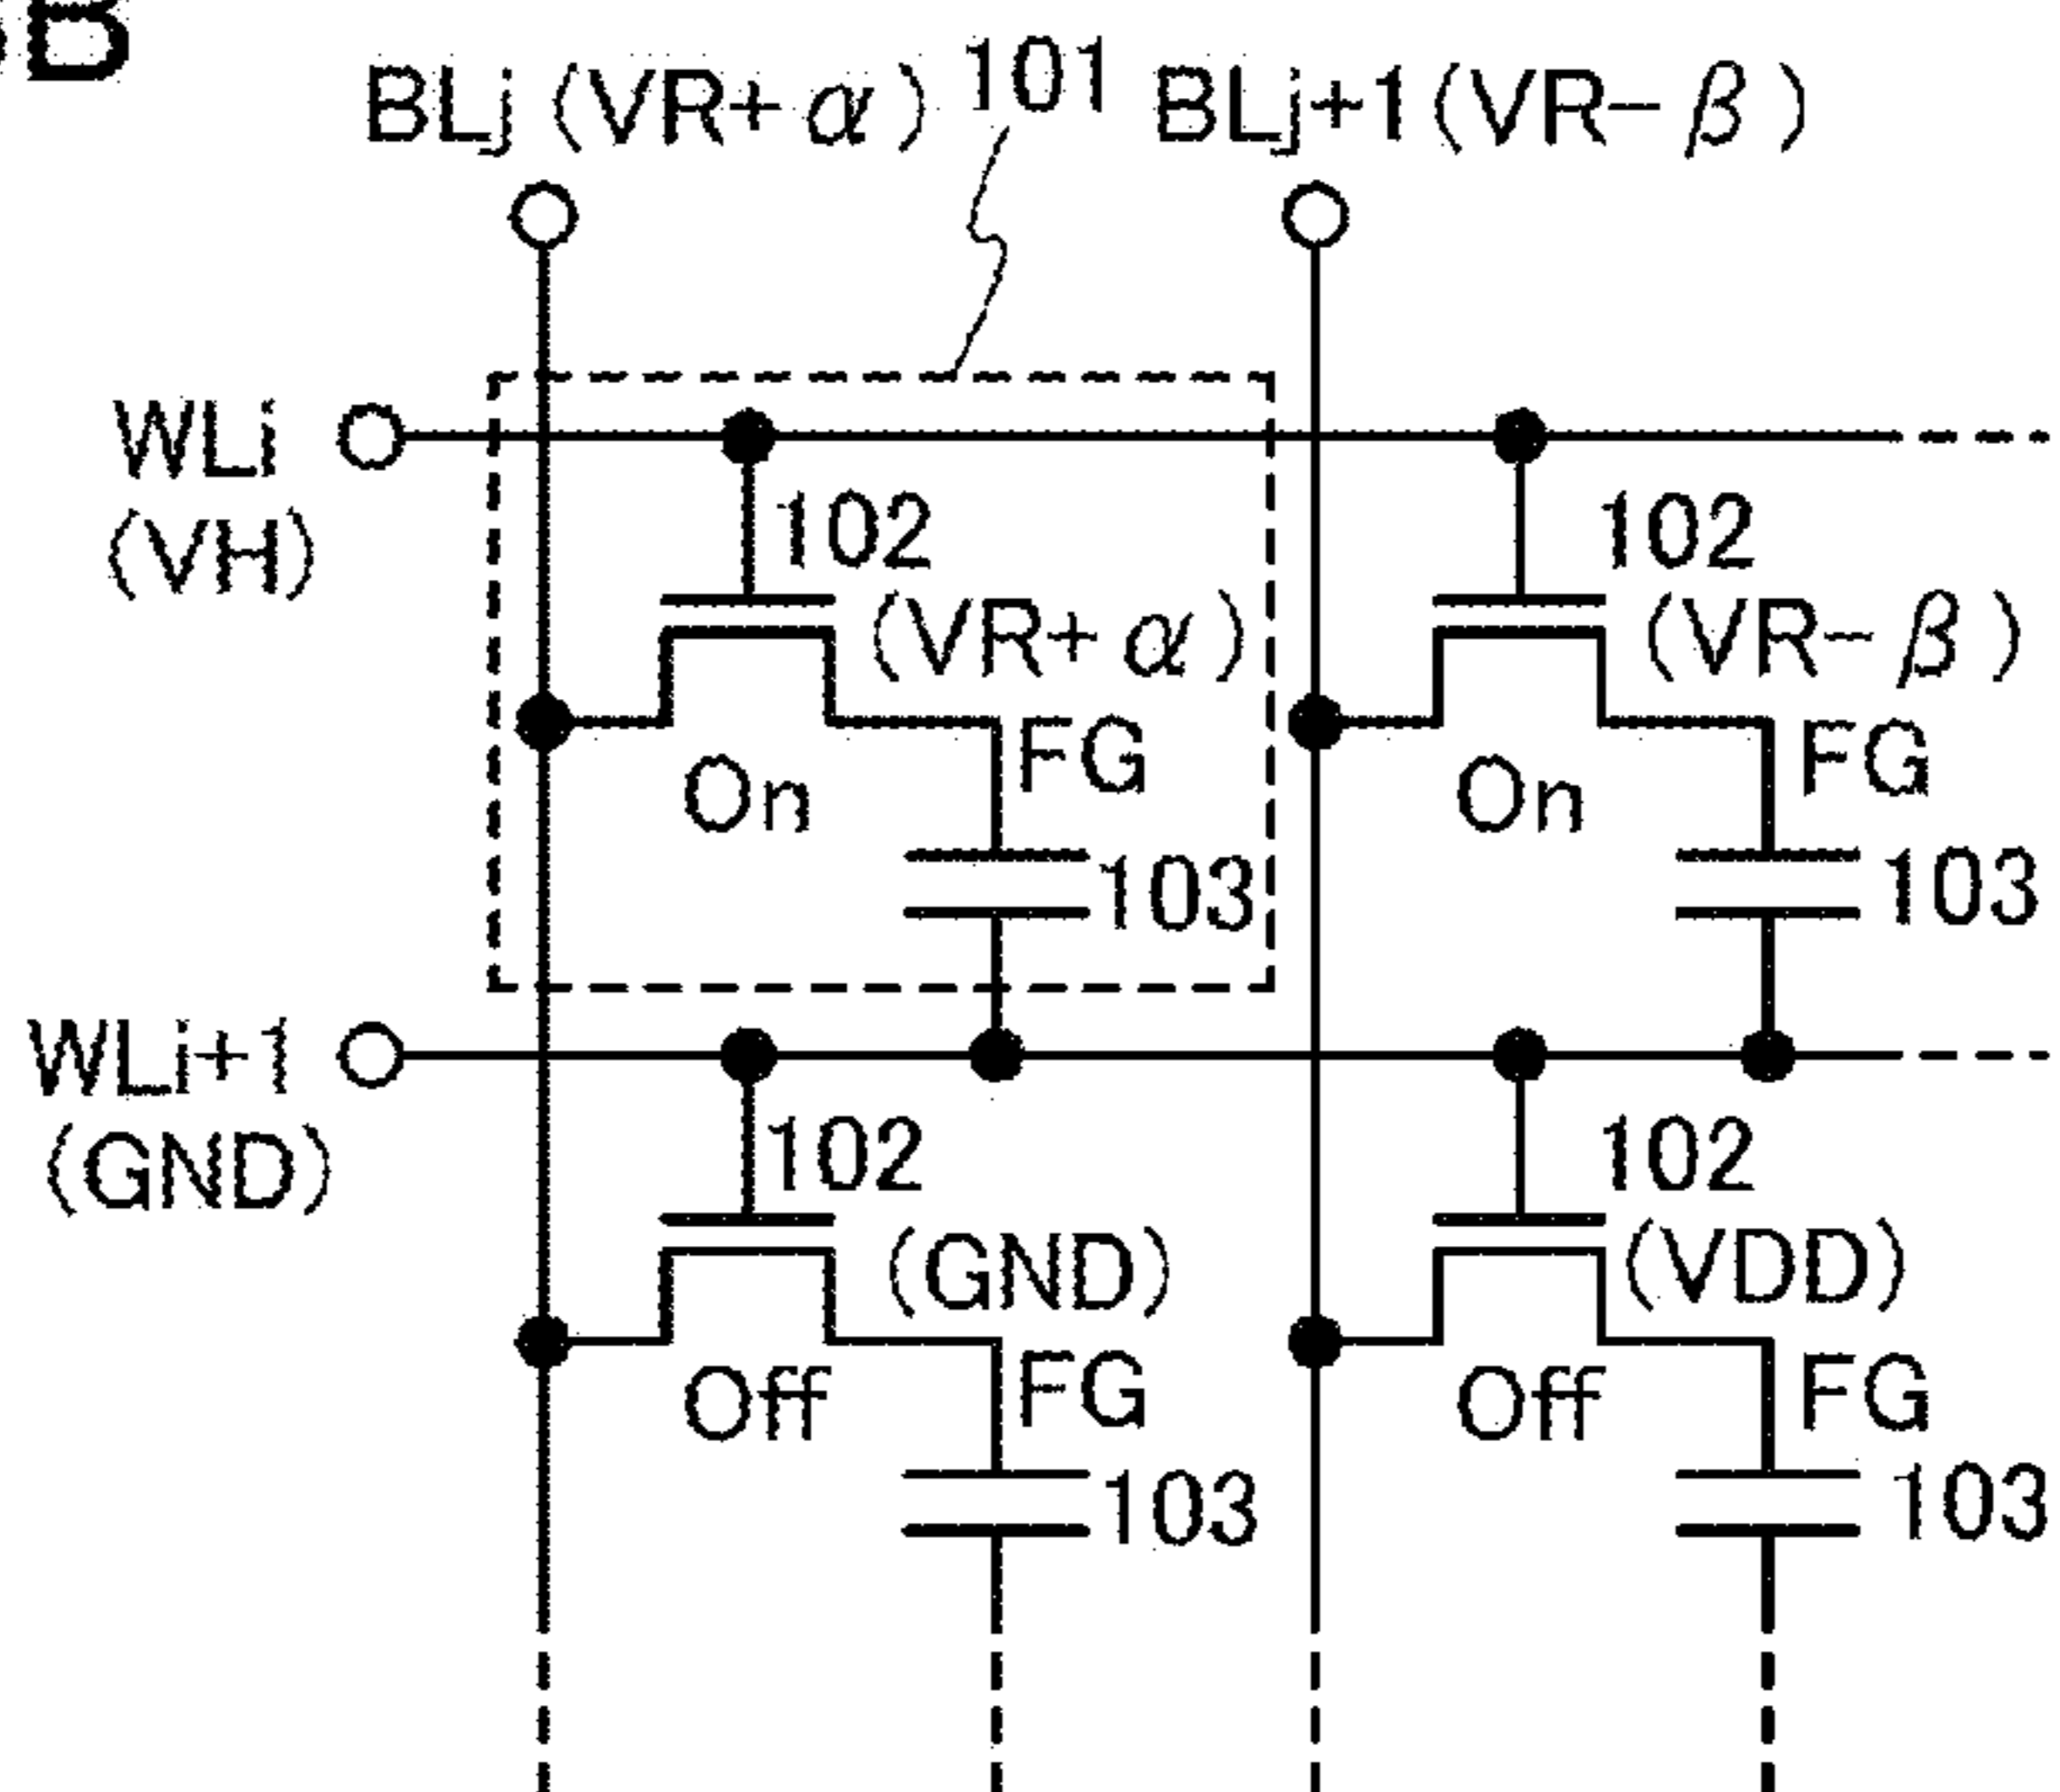 B
BLj (VR+α) 101 BLj+1(VR-β)
WLi
(VH)
102 102
(VR+α) (VR-β)
FG FG
On On
103 103
WLi+1
(GND)
102 102
(GND) (VDD)
FG FG
Off Off
103 103